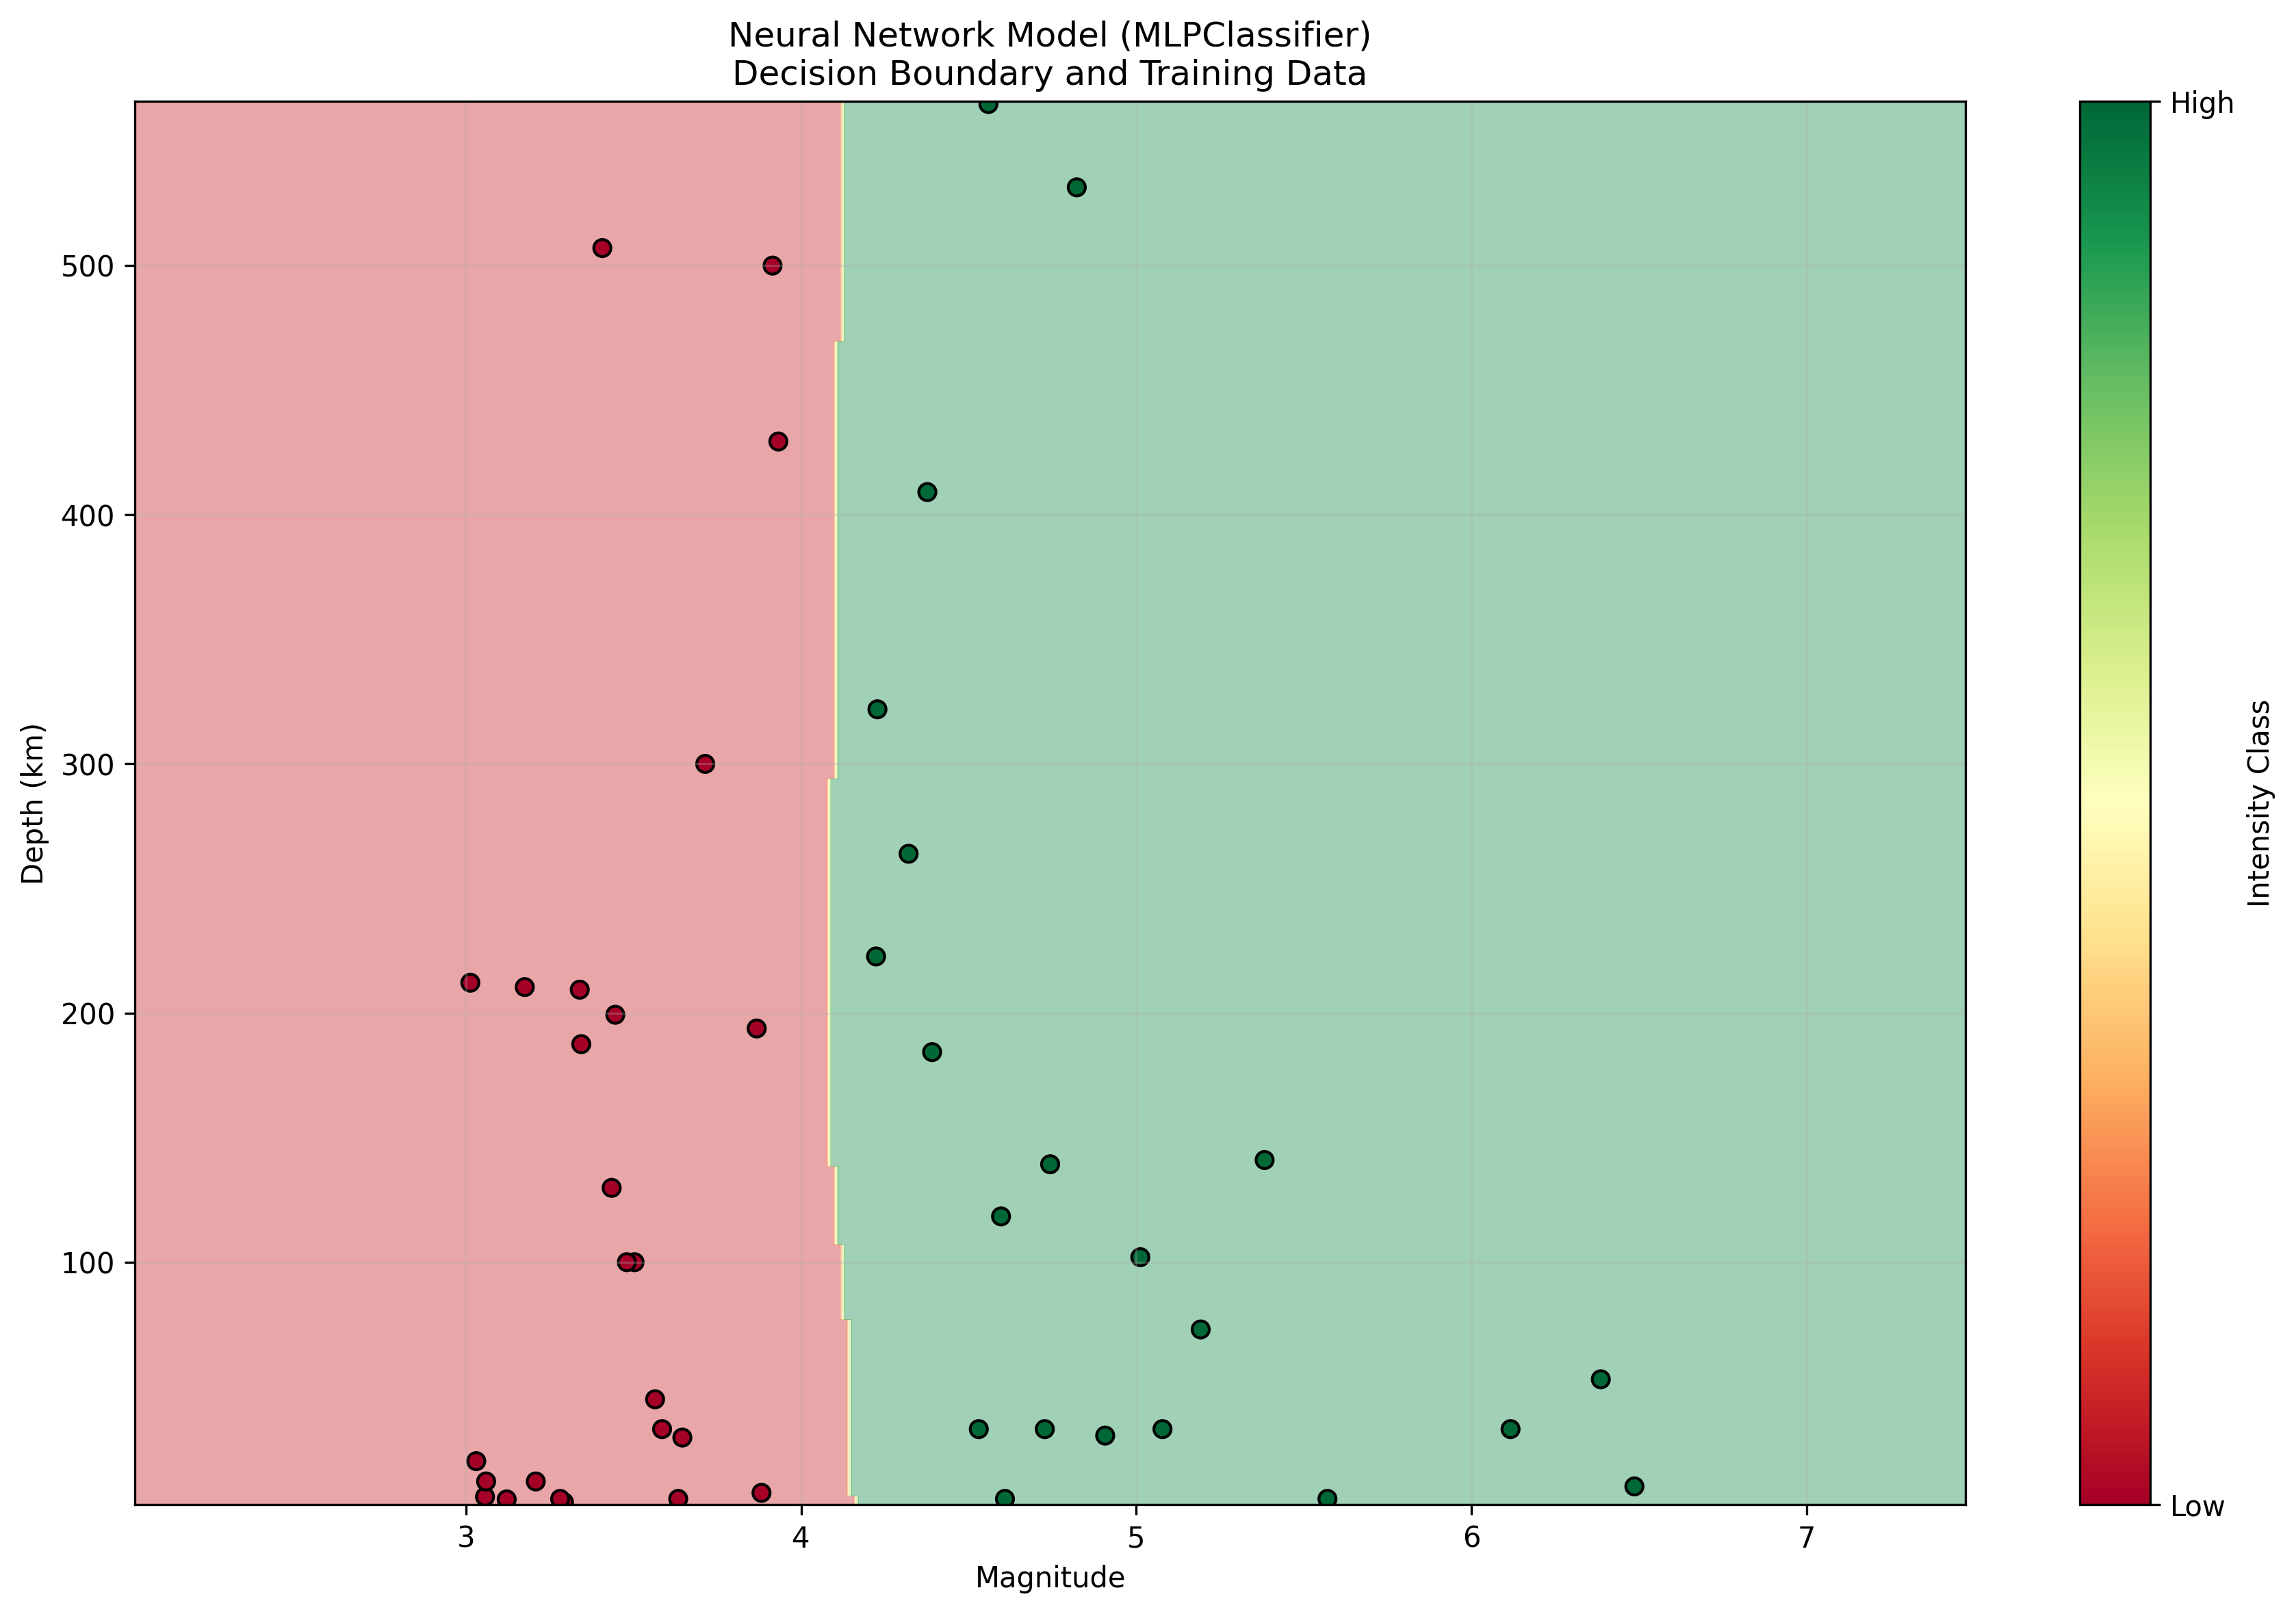 Neural Network Model (MLPClassifier)
Decision Boundary and Training Data
High
500
400
300
200
100
Depth (km)
Intensity Class
Low
3 4 5 6 7
Magnitude